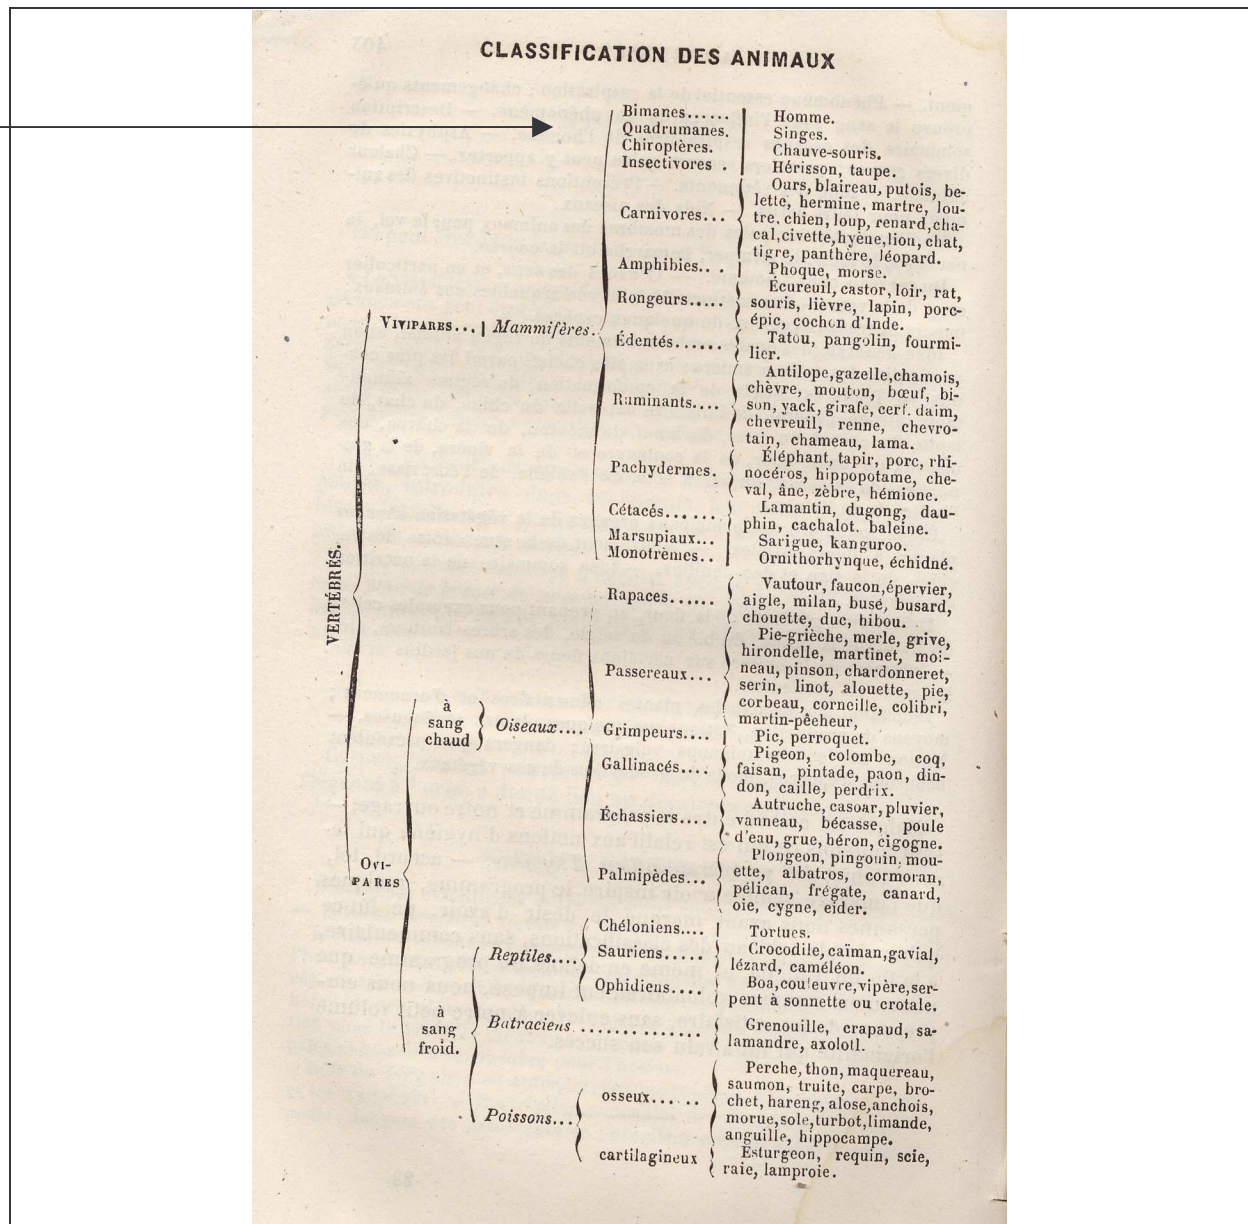 CLASSIFICATION DES ANIMAUX
VERTÉBRÉS.
VIVIPARES... | Mammifères.
Bimanes...... Homme.
Quadrumanes. Singes.
Chiroptères. Chauve-souris.
Insectivores . Hérisson, taupe.
Carnivores... Ours, blaireau, putois, be-
lette, hermine, martre, lou-
tre, chien, loup, renard, cha-
cal, civette, hyène, lion, chat,
tigre, panthère, léopard.
Amphibies... Phoque, morse.
Rongeurs..... Écureuil, castor, loir, rat,
souris, lièvre, lapin, porc-
épic, cochon d'Inde.
Édentés...... Tatou, pangolin, fourmi-
lier.
Ruminants.... Antilope, gazelle, chamois,
chèvre, mouton, bœuf, bi-
son, yack, girafe, cerf. daim,
chevreuil, renne, chevro-
tain, chameau, lama.
Pachydermes. Éléphant, tapir, porc, rhi-
nocéros, hippopotame, che-
val, âne, zèbre, hémione.
Cétacés...... Lamantin, dugong, dau-
phin, cachalot. baleine.
Marsupiaux... Sarigue, kanguroo.
Monotrèmes.. Ornithorhynque, échidné.
OVI-
PARES
à
sang
chaud
Oiseaux....
Rapaces...... Vautour, faucon, épervier,
aigle, milan, busé, busard,
chouette, duc, hibou.
Passereaux... Pie-grièche, merle, grive,
hirondelle, martinet, moi-
neau, pinson, chardonneret,
serin, linot, alouette, pie,
corbeau, corneille, colibri,
martin-pêcheur,
Grimpeurs.... Pic, perroquet.
Gallinacés.... Pigeon, colombe, coq,
faisan, pintade, paon, din-
don, caille, perdrix.
Échassiers.... Autruche, casoar, pluvier,
vanneau, bécasse, poule
d'eau, grue, héron, cigogne.
Palmipèdes... Plongeon, pingouin, mou-
ette, albatros, cormoran,
pélican, frégate, canard,
oie, cygne, eider.
à
sang
froid.
Reptiles....
Chéloniens.... Tortues.
Sauriens..... Crocodile, caïman, gavial,
lézard, caméléon.
Ophidiens.... Boa, couleuvre, vipère, ser-
pent à sonnette ou crotale.
Batraciens .............. Grenouille, crapaud, sa-
lamandre, axolotl.
Poissons...
osseux...... Perche, thon, maquereau,
saumon, truite, carpe, bro-
chet, hareng, alose, anchois,
morue, sole, turbot, limande,
anguille, hippocampe.
cartilagineux Esturgeon, requin, scie,
raie, lamproie.